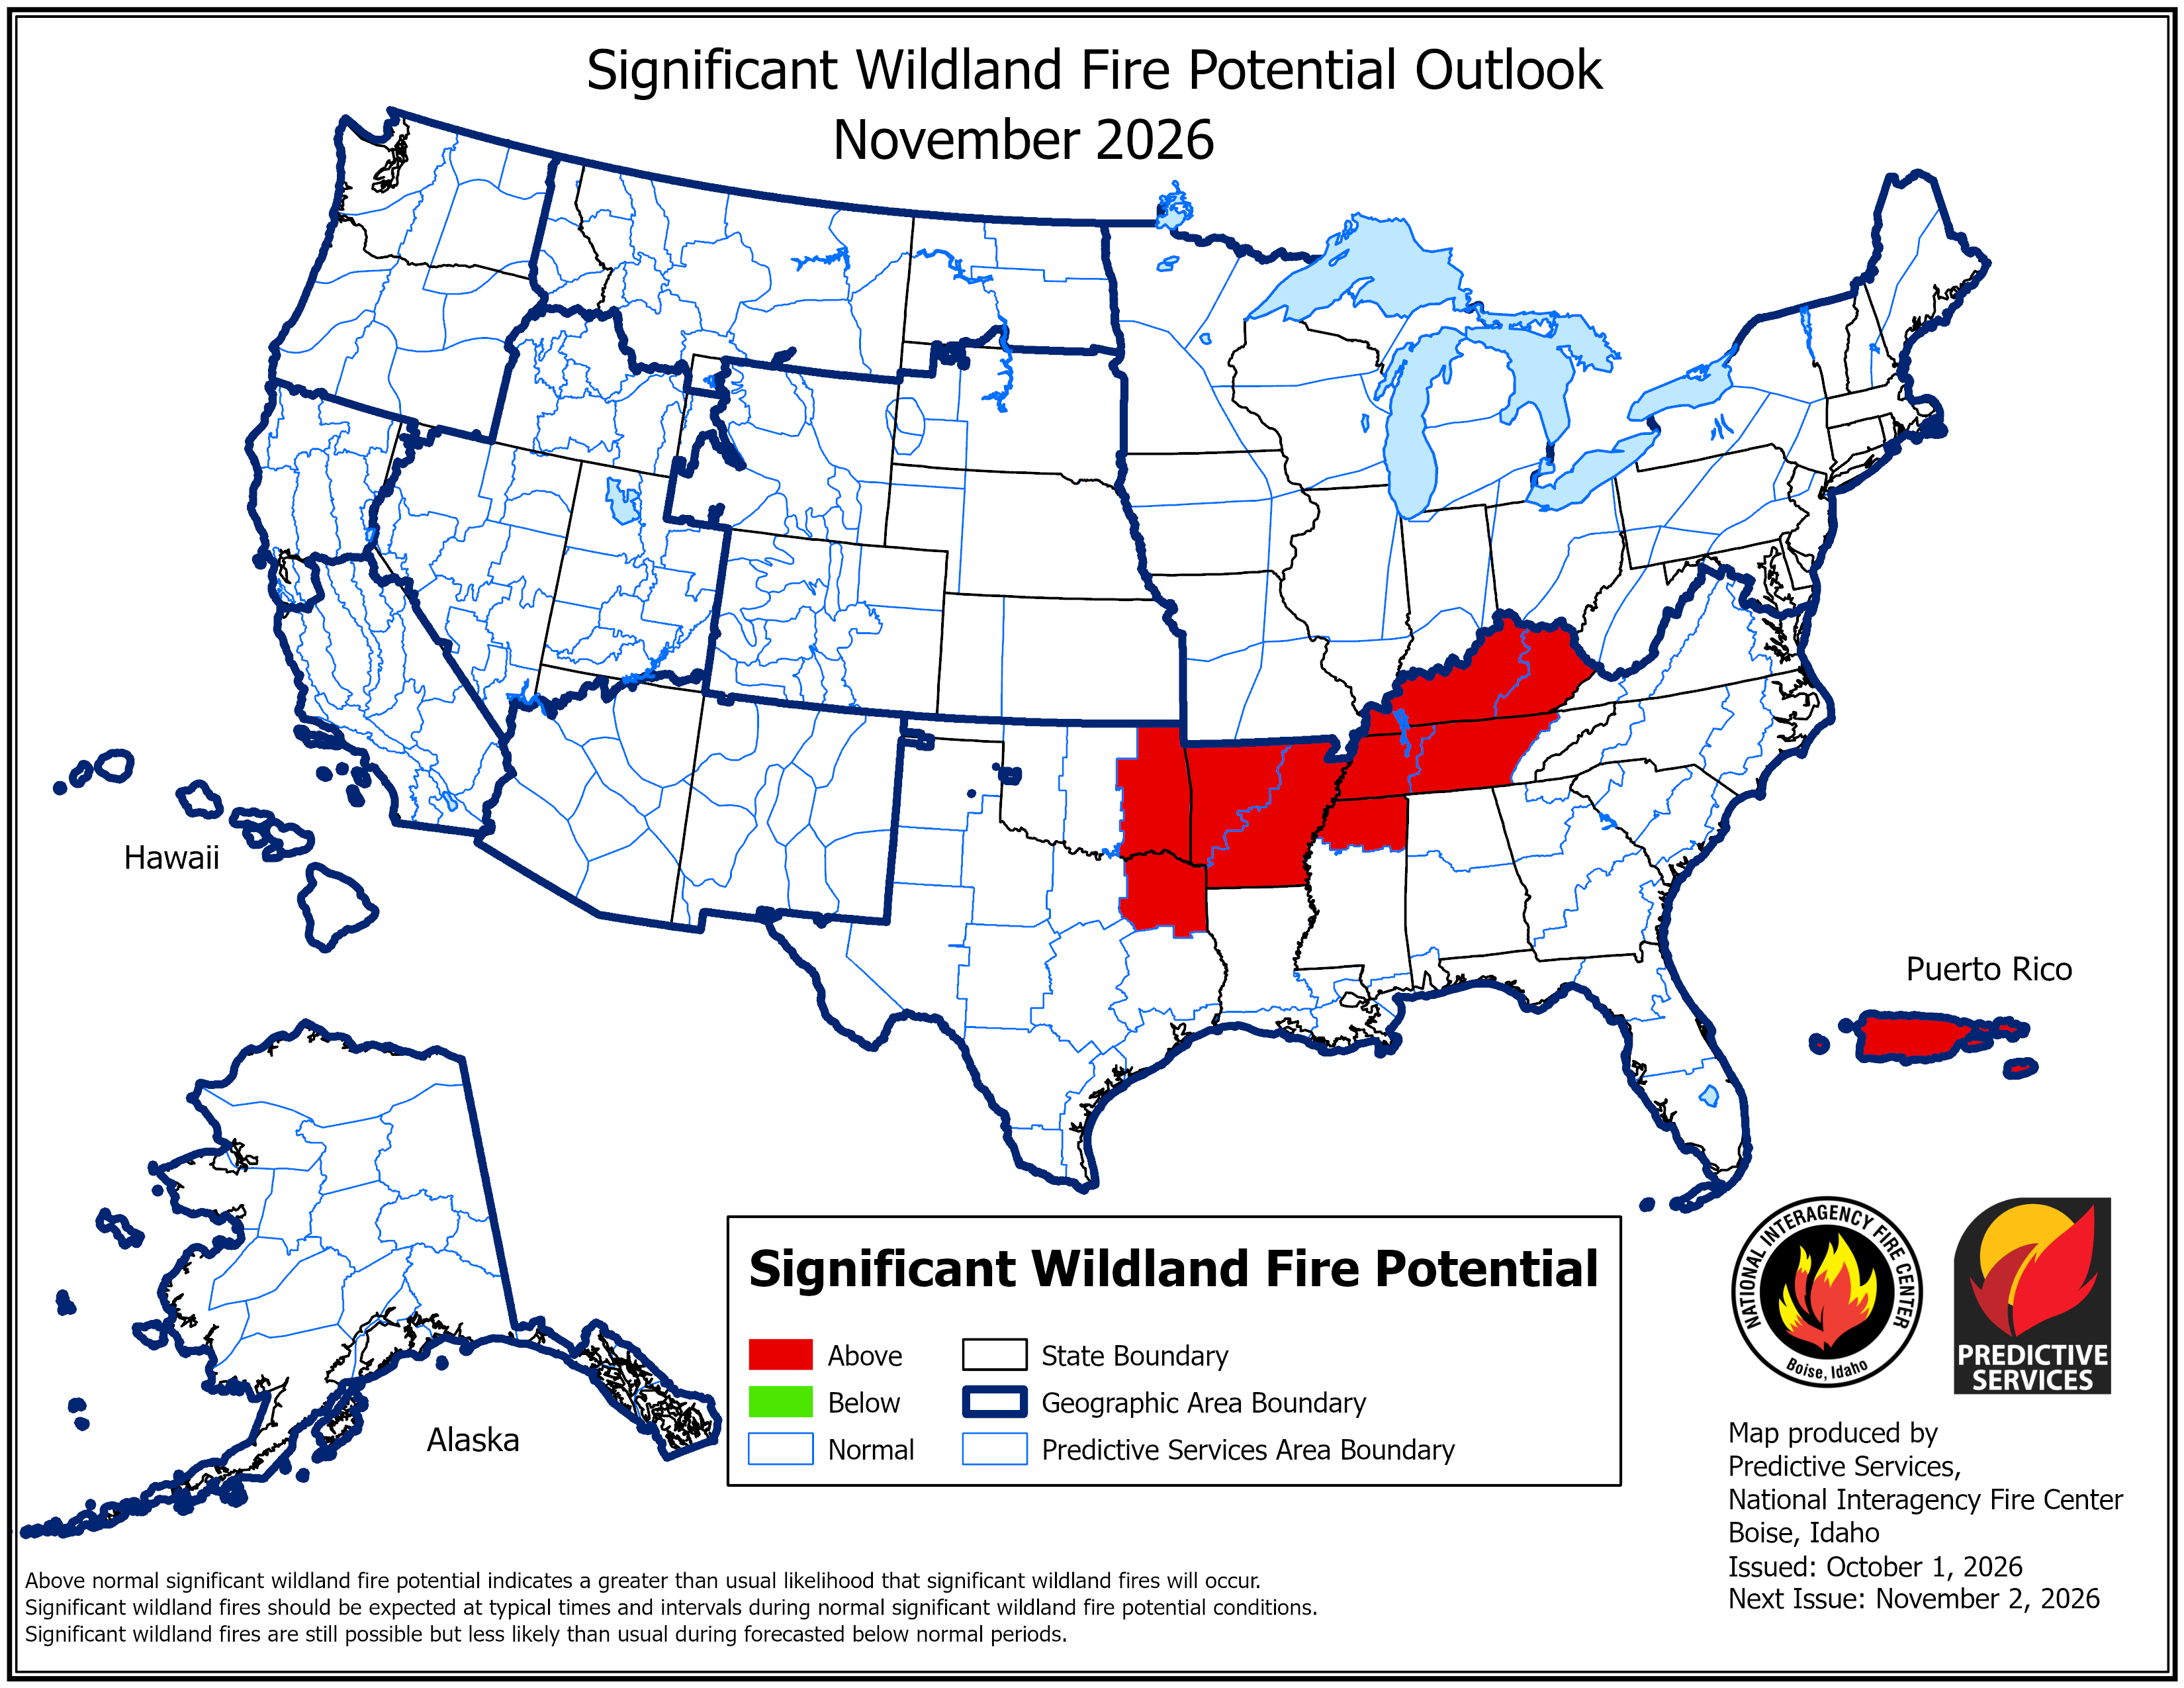 Significant Wildland Fire Potential Outlook
November 2026
Hawaii
Puerto Rico
Alaska
Significant Wildland Fire Potential
Above
Below
Normal
State Boundary
Geographic Area Boundary
Predictive Services Area Boundary
NATIONAL INTERAGENCY FIRE CENTER
Boise, Idaho
PREDICTIVE
SERVICES
Map produced by
Predictive Services,
National Interagency Fire Center
Boise, Idaho
Issued: October 1, 2026
Next Issue: November 2, 2026
Above normal significant wildland fire potential indicates a greater than usual likelihood that significant wildland fires will occur.
Significant wildland fires should be expected at typical times and intervals during normal significant wildland fire potential conditions.
Significant wildland fires are still possible but less likely than usual during forecasted below normal periods.